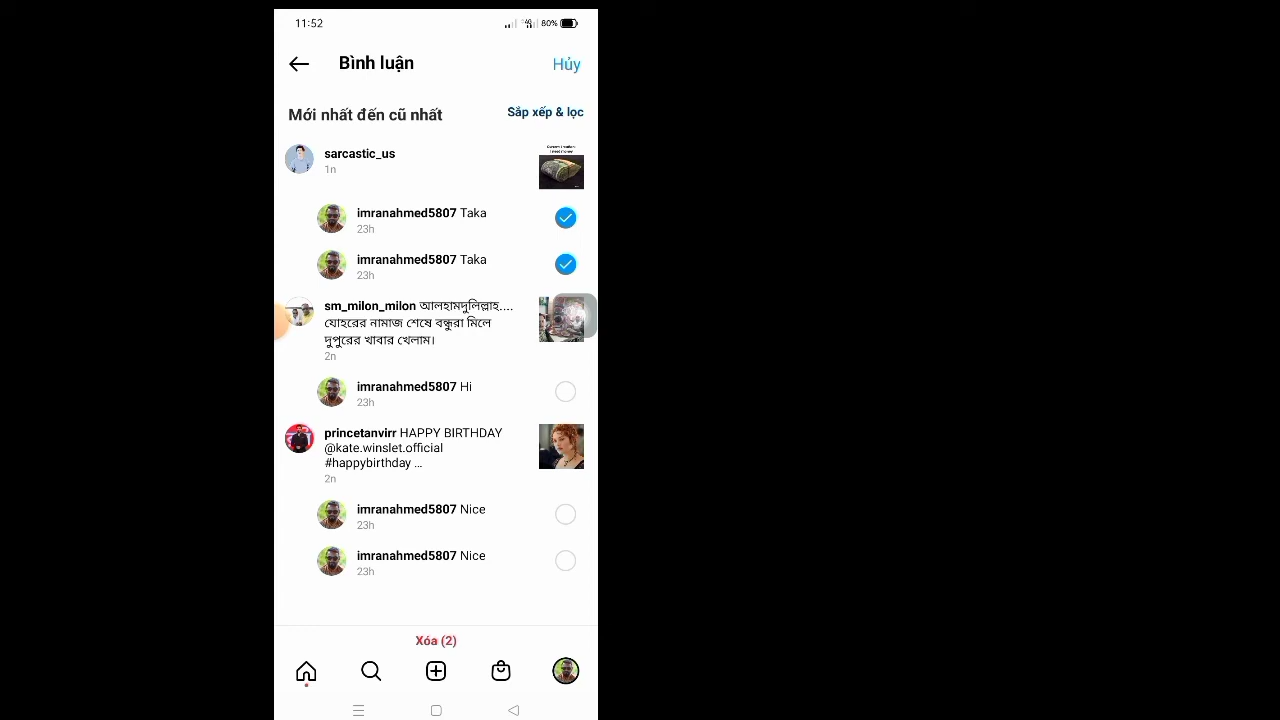 11:52
80%
Bình luận
Hủy
Mới nhất đến cũ nhất
Sắp xếp & lọc
sarcastic_us
1n
imranahmed5807 Taka
23h
imranahmed5807 Taka
23h
sm_milon_milon আলহামদুলিল্লাহ....
যোহরের নামাজ শেষে বন্ধুরা মিলে
দুপুরের খাবার খেলাম।
2n
imranahmed5807 Hi
23h
princetanvirr HAPPY BIRTHDAY
@kate.winslet.official
#happybirthday ...
2n
imranahmed5807 Nice
23h
imranahmed5807 Nice
23h
Xóa (2)